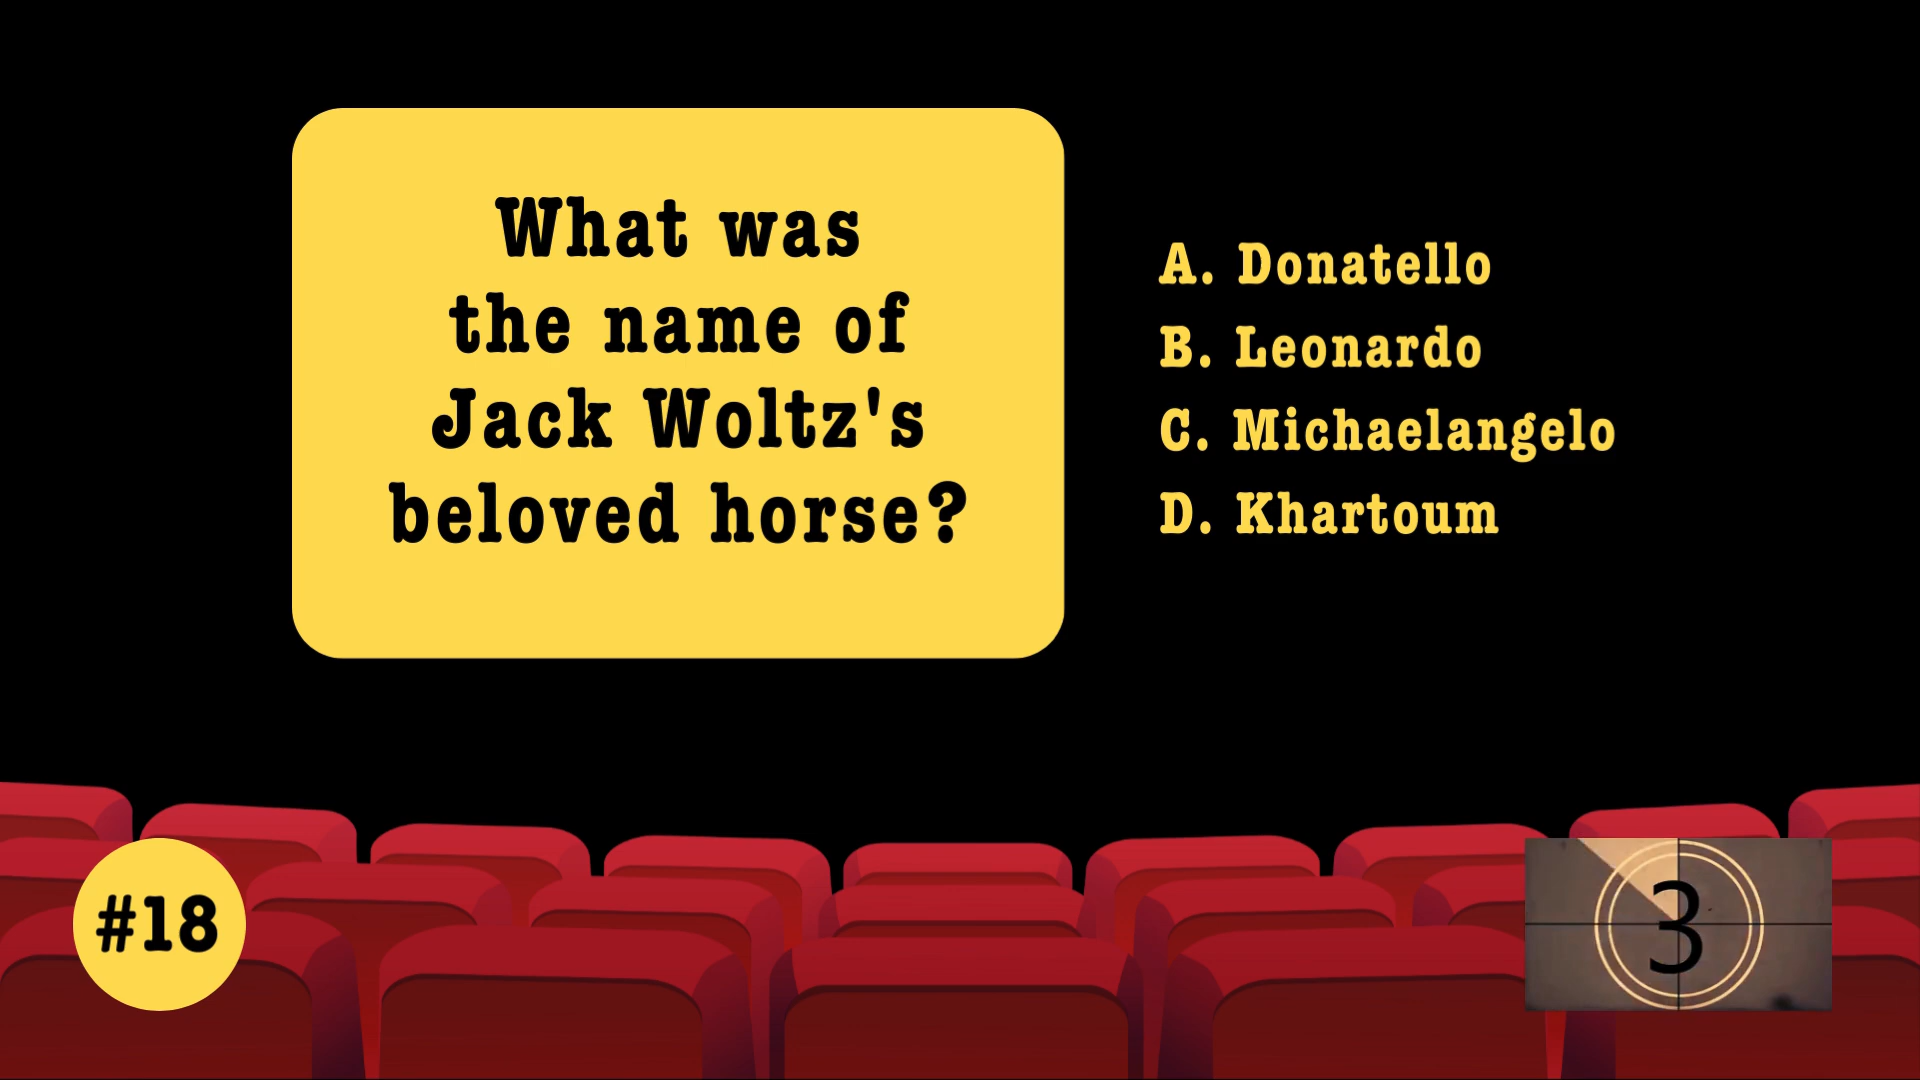 What was
the name of
Jack Woltz's
beloved horse?
A. Donatello
B. Leonardo
C. Michaelangelo
D. Khartoum
#18
3